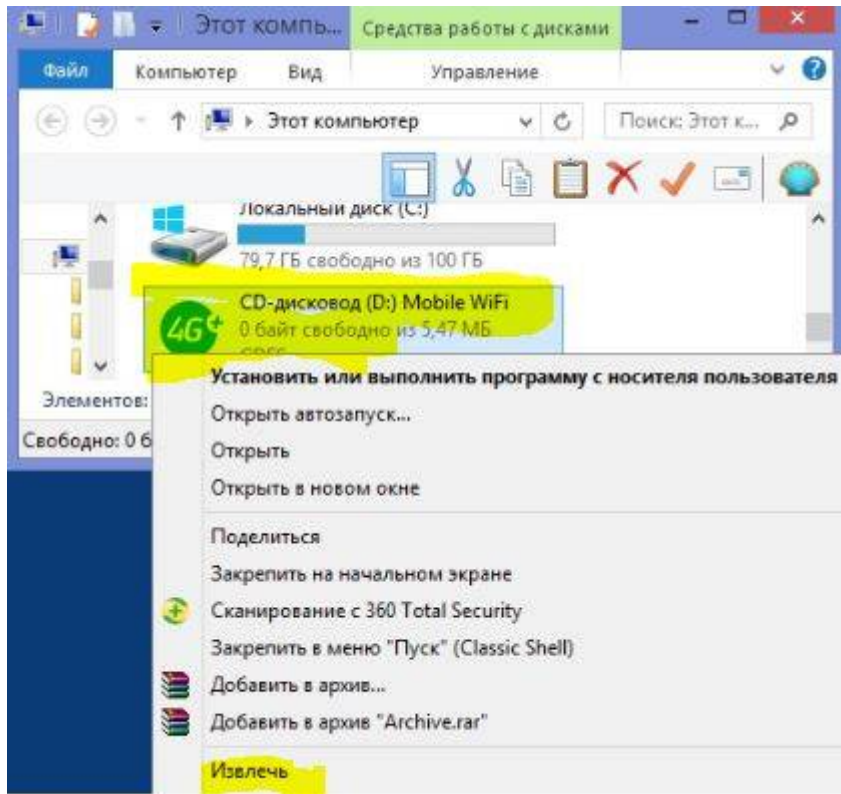 Этот компь...
Средства работы с дисками
Файл Компьютер Вид Управление
Этот компьютер
Поиск: Этот к...
Локальный диск (C:)
79,7 ГБ свободно из 100 ГБ
CD-дисковод (D:) Mobile WiFi
4G+
0 байт свободно из 5,47 МБ
Элементов:
Свободно: 0 б
Установить или выполнить программу с носителя пользователя
Открыть автозапуск...
Открыть
Открыть в новом окне
Поделиться
Закрепить на начальном экране
Сканирование с 360 Total Security
Закрепить в меню "Пуск" (Classic Shell)
Добавить в архив...
Добавить в архив "Archive.rar"
Извлечь